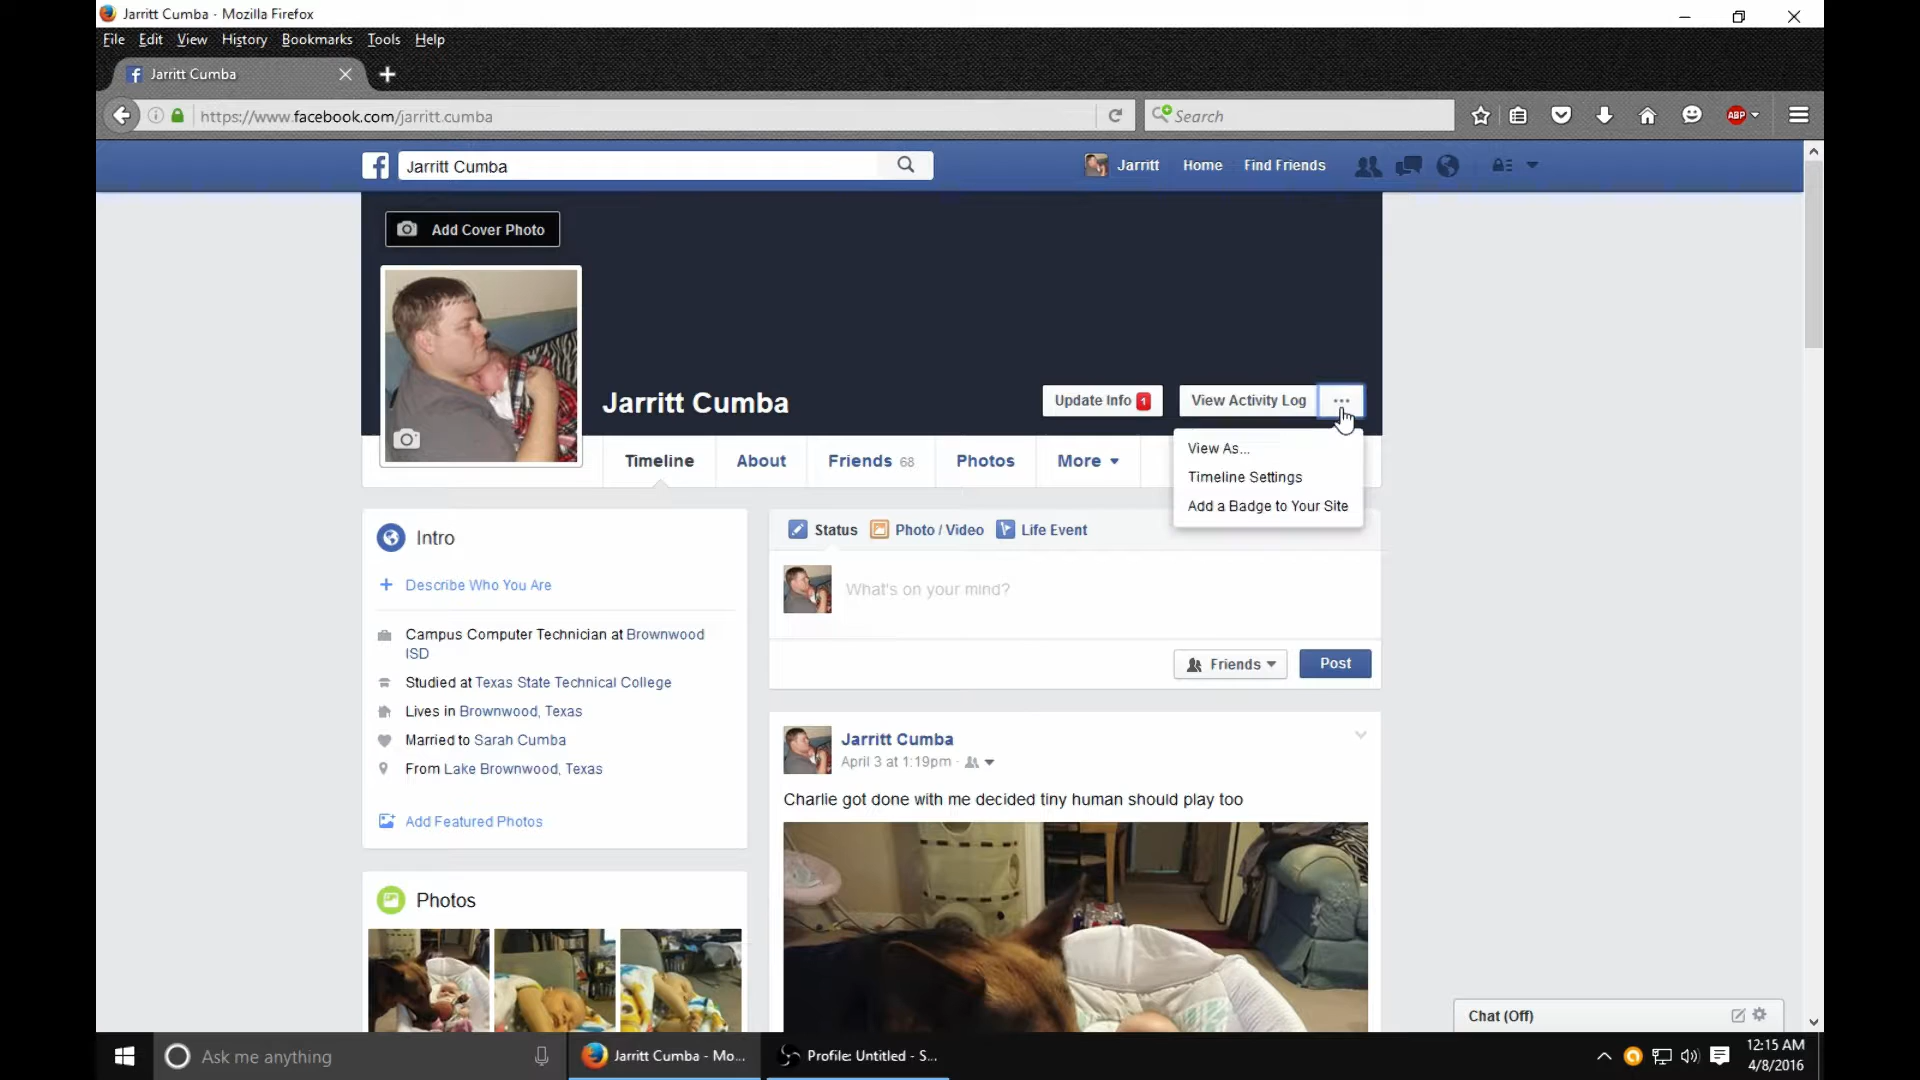 Jarritt Cumba - Mozilla Firefox
File Edit View History Bookmarks Tools Help
Jarritt Cumba
https://www.facebook.com/jarritt.cumba
Search
ABP
Jarritt Cumba
Jarritt Home Find Friends
Add Cover Photo
Jarritt Cumba
Update Info 1
View Activity Log
View As...
Timeline Settings
Add a Badge to Your Site
Timeline About Friends 68 Photos More
Intro
Describe Who You Are
Campus Computer Technician at Brownwood
ISD
Studied at Texas State Technical College
Lives in Brownwood, Texas
Married to Sarah Cumba
From Lake Brownwood, Texas
Add Featured Photos
Photos
Status Photo / Video Life Event
What's on your mind?
Friends Post
Jarritt Cumba
April 3 at 1:19pm ·
Charlie got done with me decided tiny human should play too
Chat (Off)
Ask me anything
Jarritt Cumba - Mo...
Profile: Untitled - S...
12:15 AM
4/8/2016